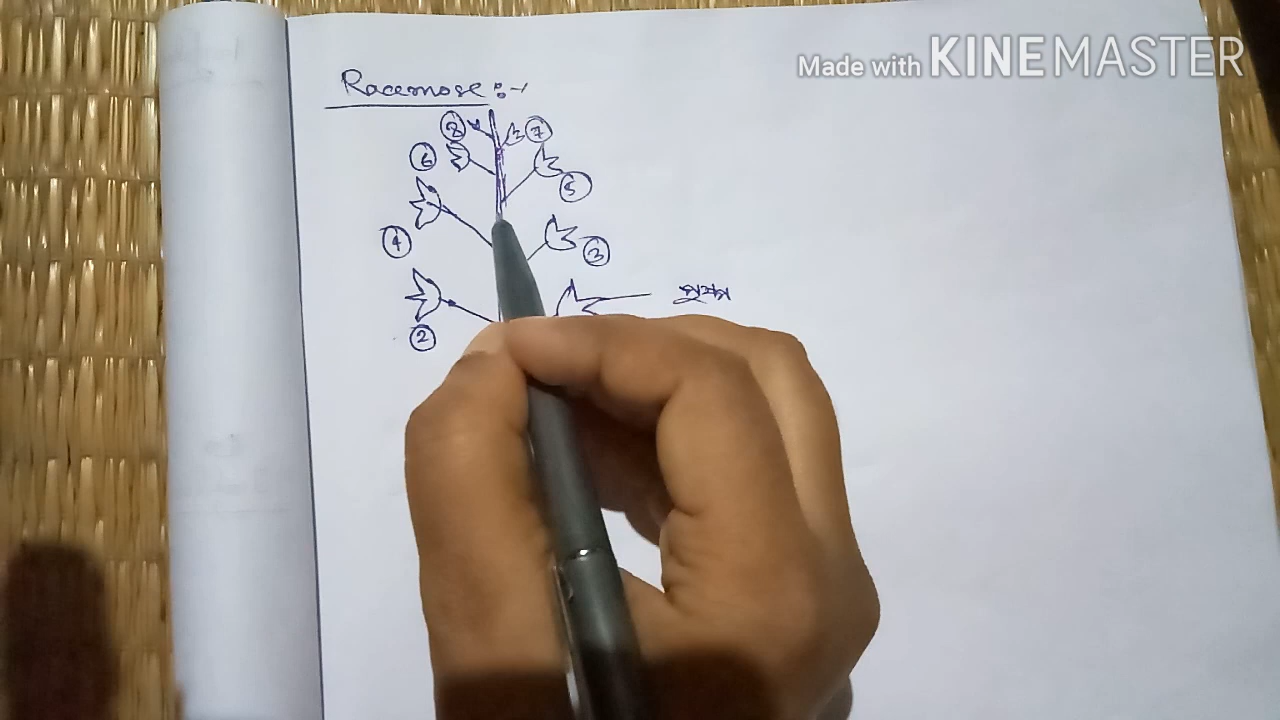 Made with KINEMASTER
Racemose :-
⑧ ⑦
⑥ ⑤
④ ③
পুষ্প
②